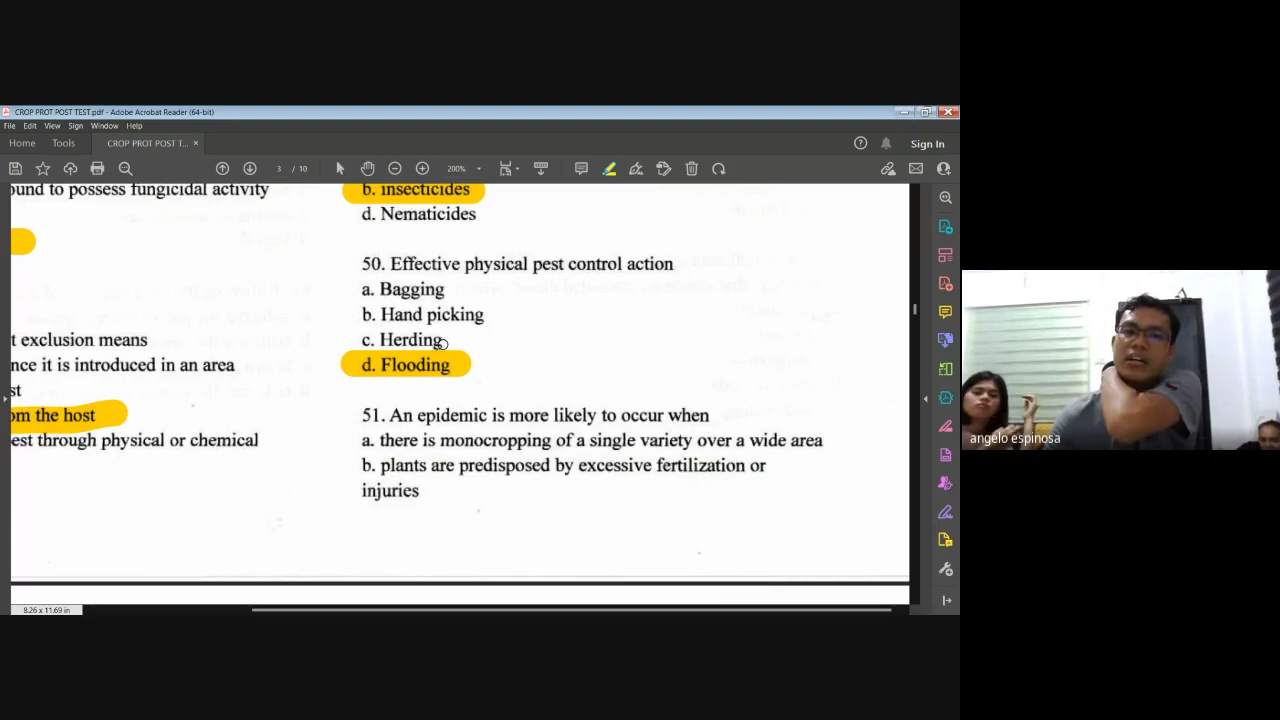 CROP PROT POST TEST.pdf - Adobe Acrobat Reader (64-bit)
File Edit View Sign Window Help
Home Tools CROP PROT POST T... × Sign In
3 / 10 200%
ound to possess fungicidal activity
t exclusion means
nce it is introduced in an area
st
om the host
est through physical or chemical
b. insecticides
d. Nematicides
50. Effective physical pest control action
a. Bagging
b. Hand picking
c. Herding
d. Flooding
51. An epidemic is more likely to occur when
a. there is monocropping of a single variety over a wide area
b. plants are predisposed by excessive fertilization or
injuries
8.26 x 11.69 in
angelo espinosa